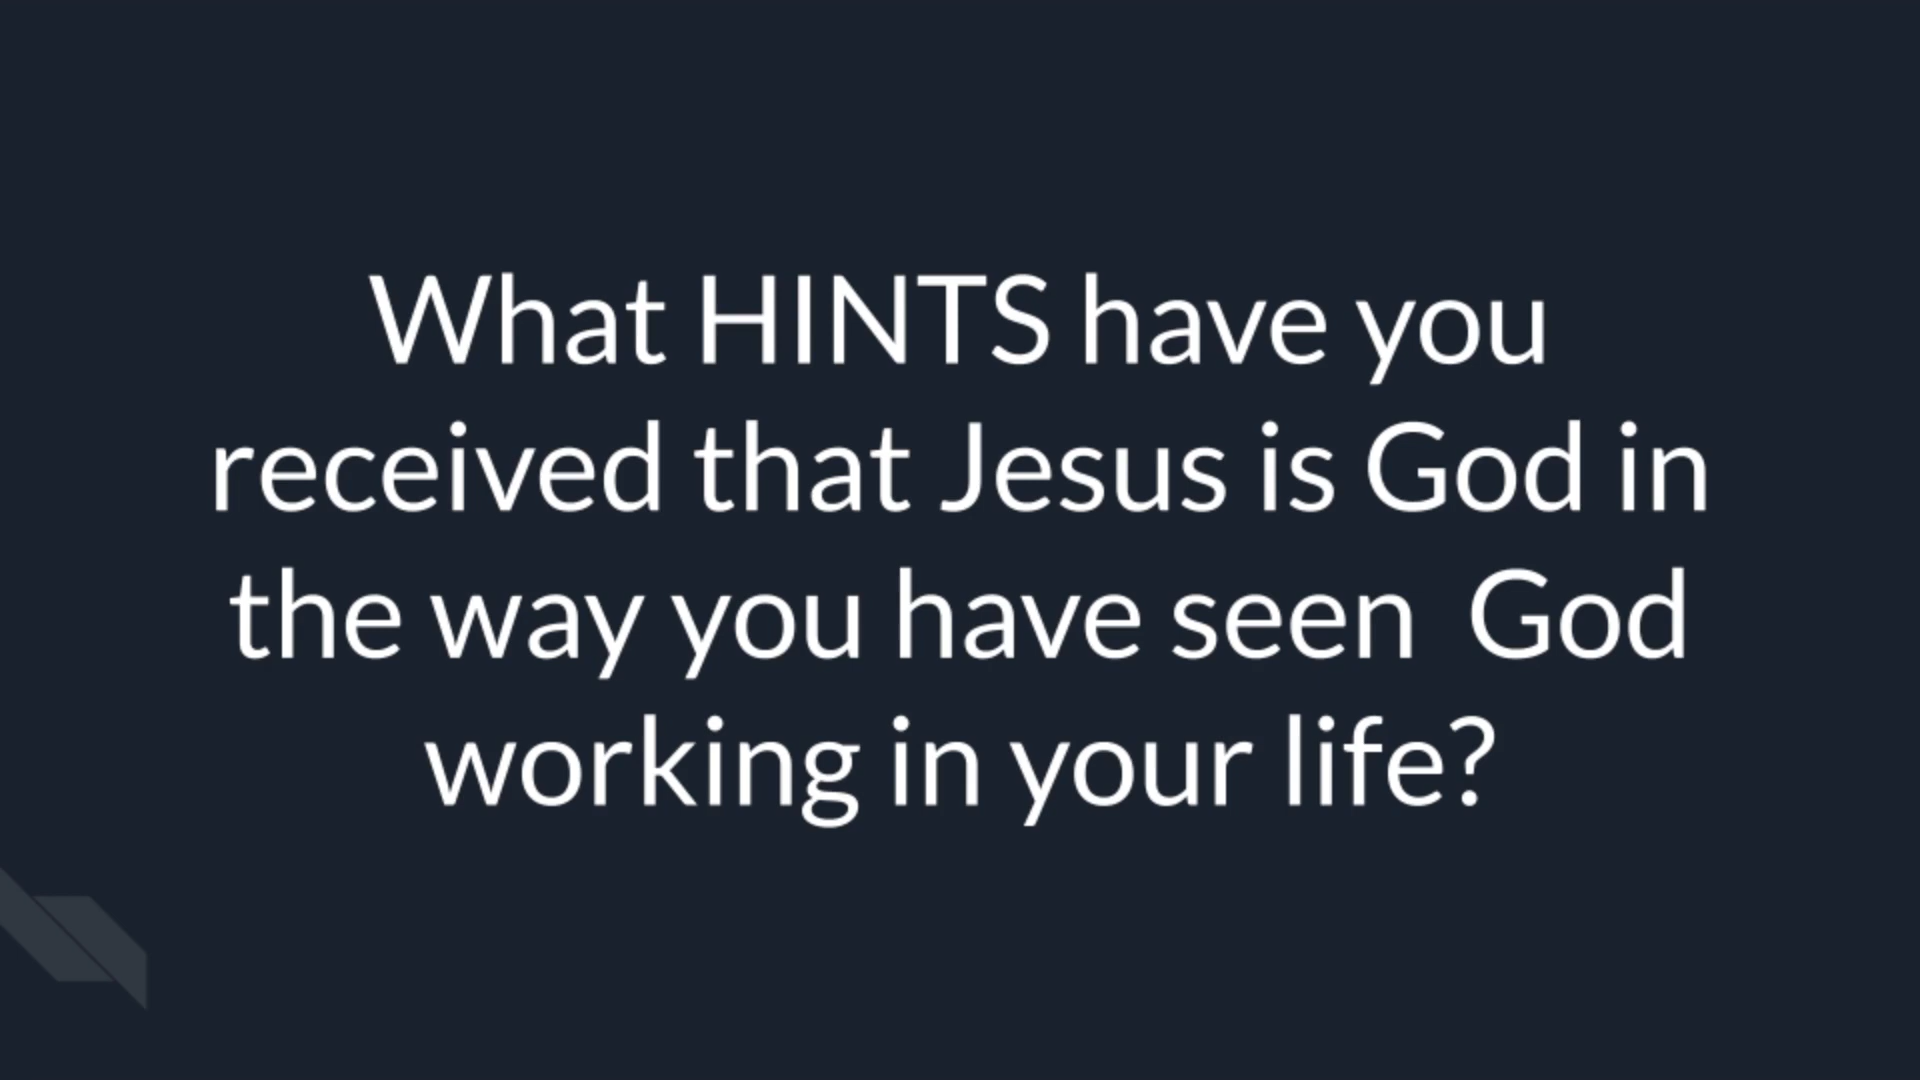 What HINTS have you
received that Jesus is God in
the way you have seen  God
working in your life?